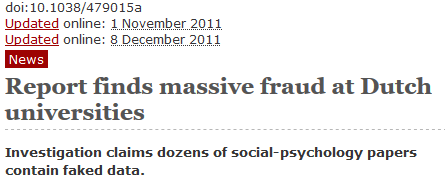 doi:10.1038/479015a
Updated online: 1 November 2011
Updated online: 8 December 2011
News
Report finds massive fraud at Dutch
universities
Investigation claims dozens of social-psychology papers
contain faked data.